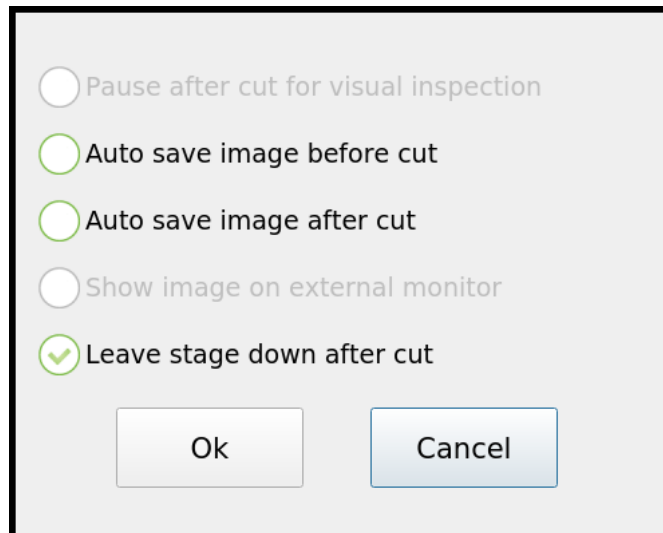 Pause after cut for visual inspection
Auto save image before cut
Auto save image after cut
Show image on external monitor
Leave stage down after cut
Ok Cancel